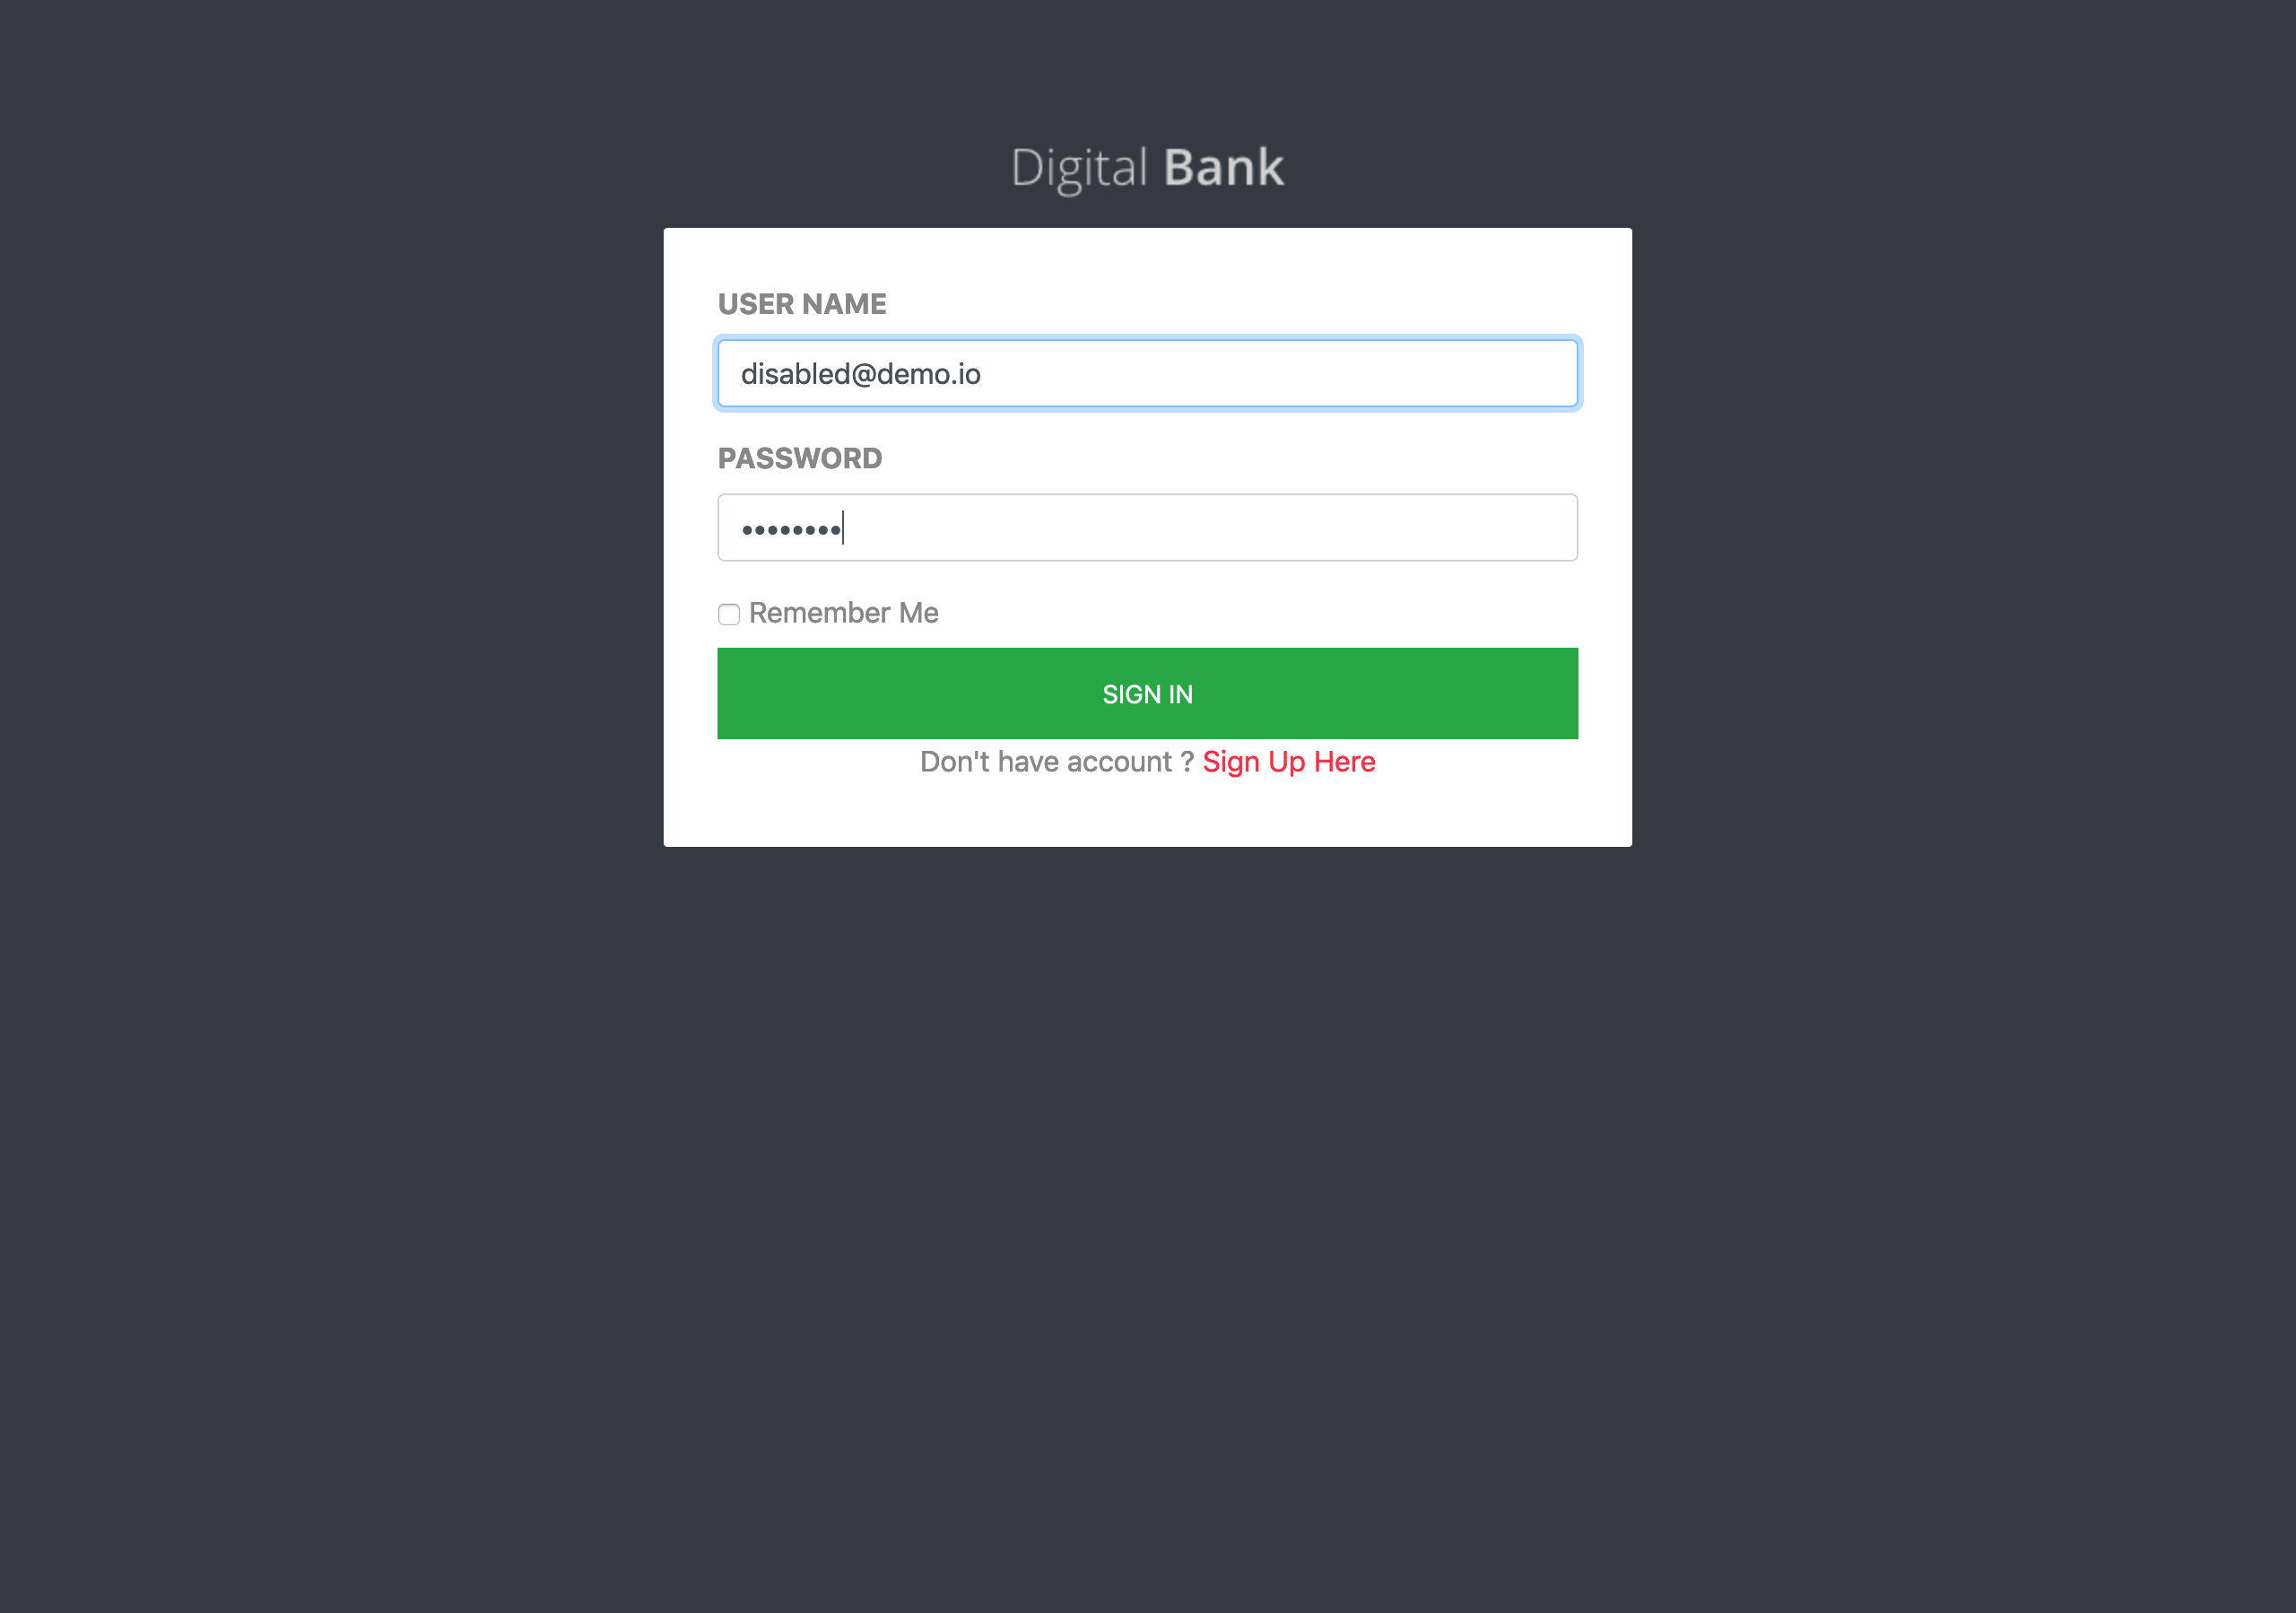 Digital Bank
USER NAME
disabled@demo.io
PASSWORD
••••••••
Remember Me
SIGN IN
Don't have account ? Sign Up Here